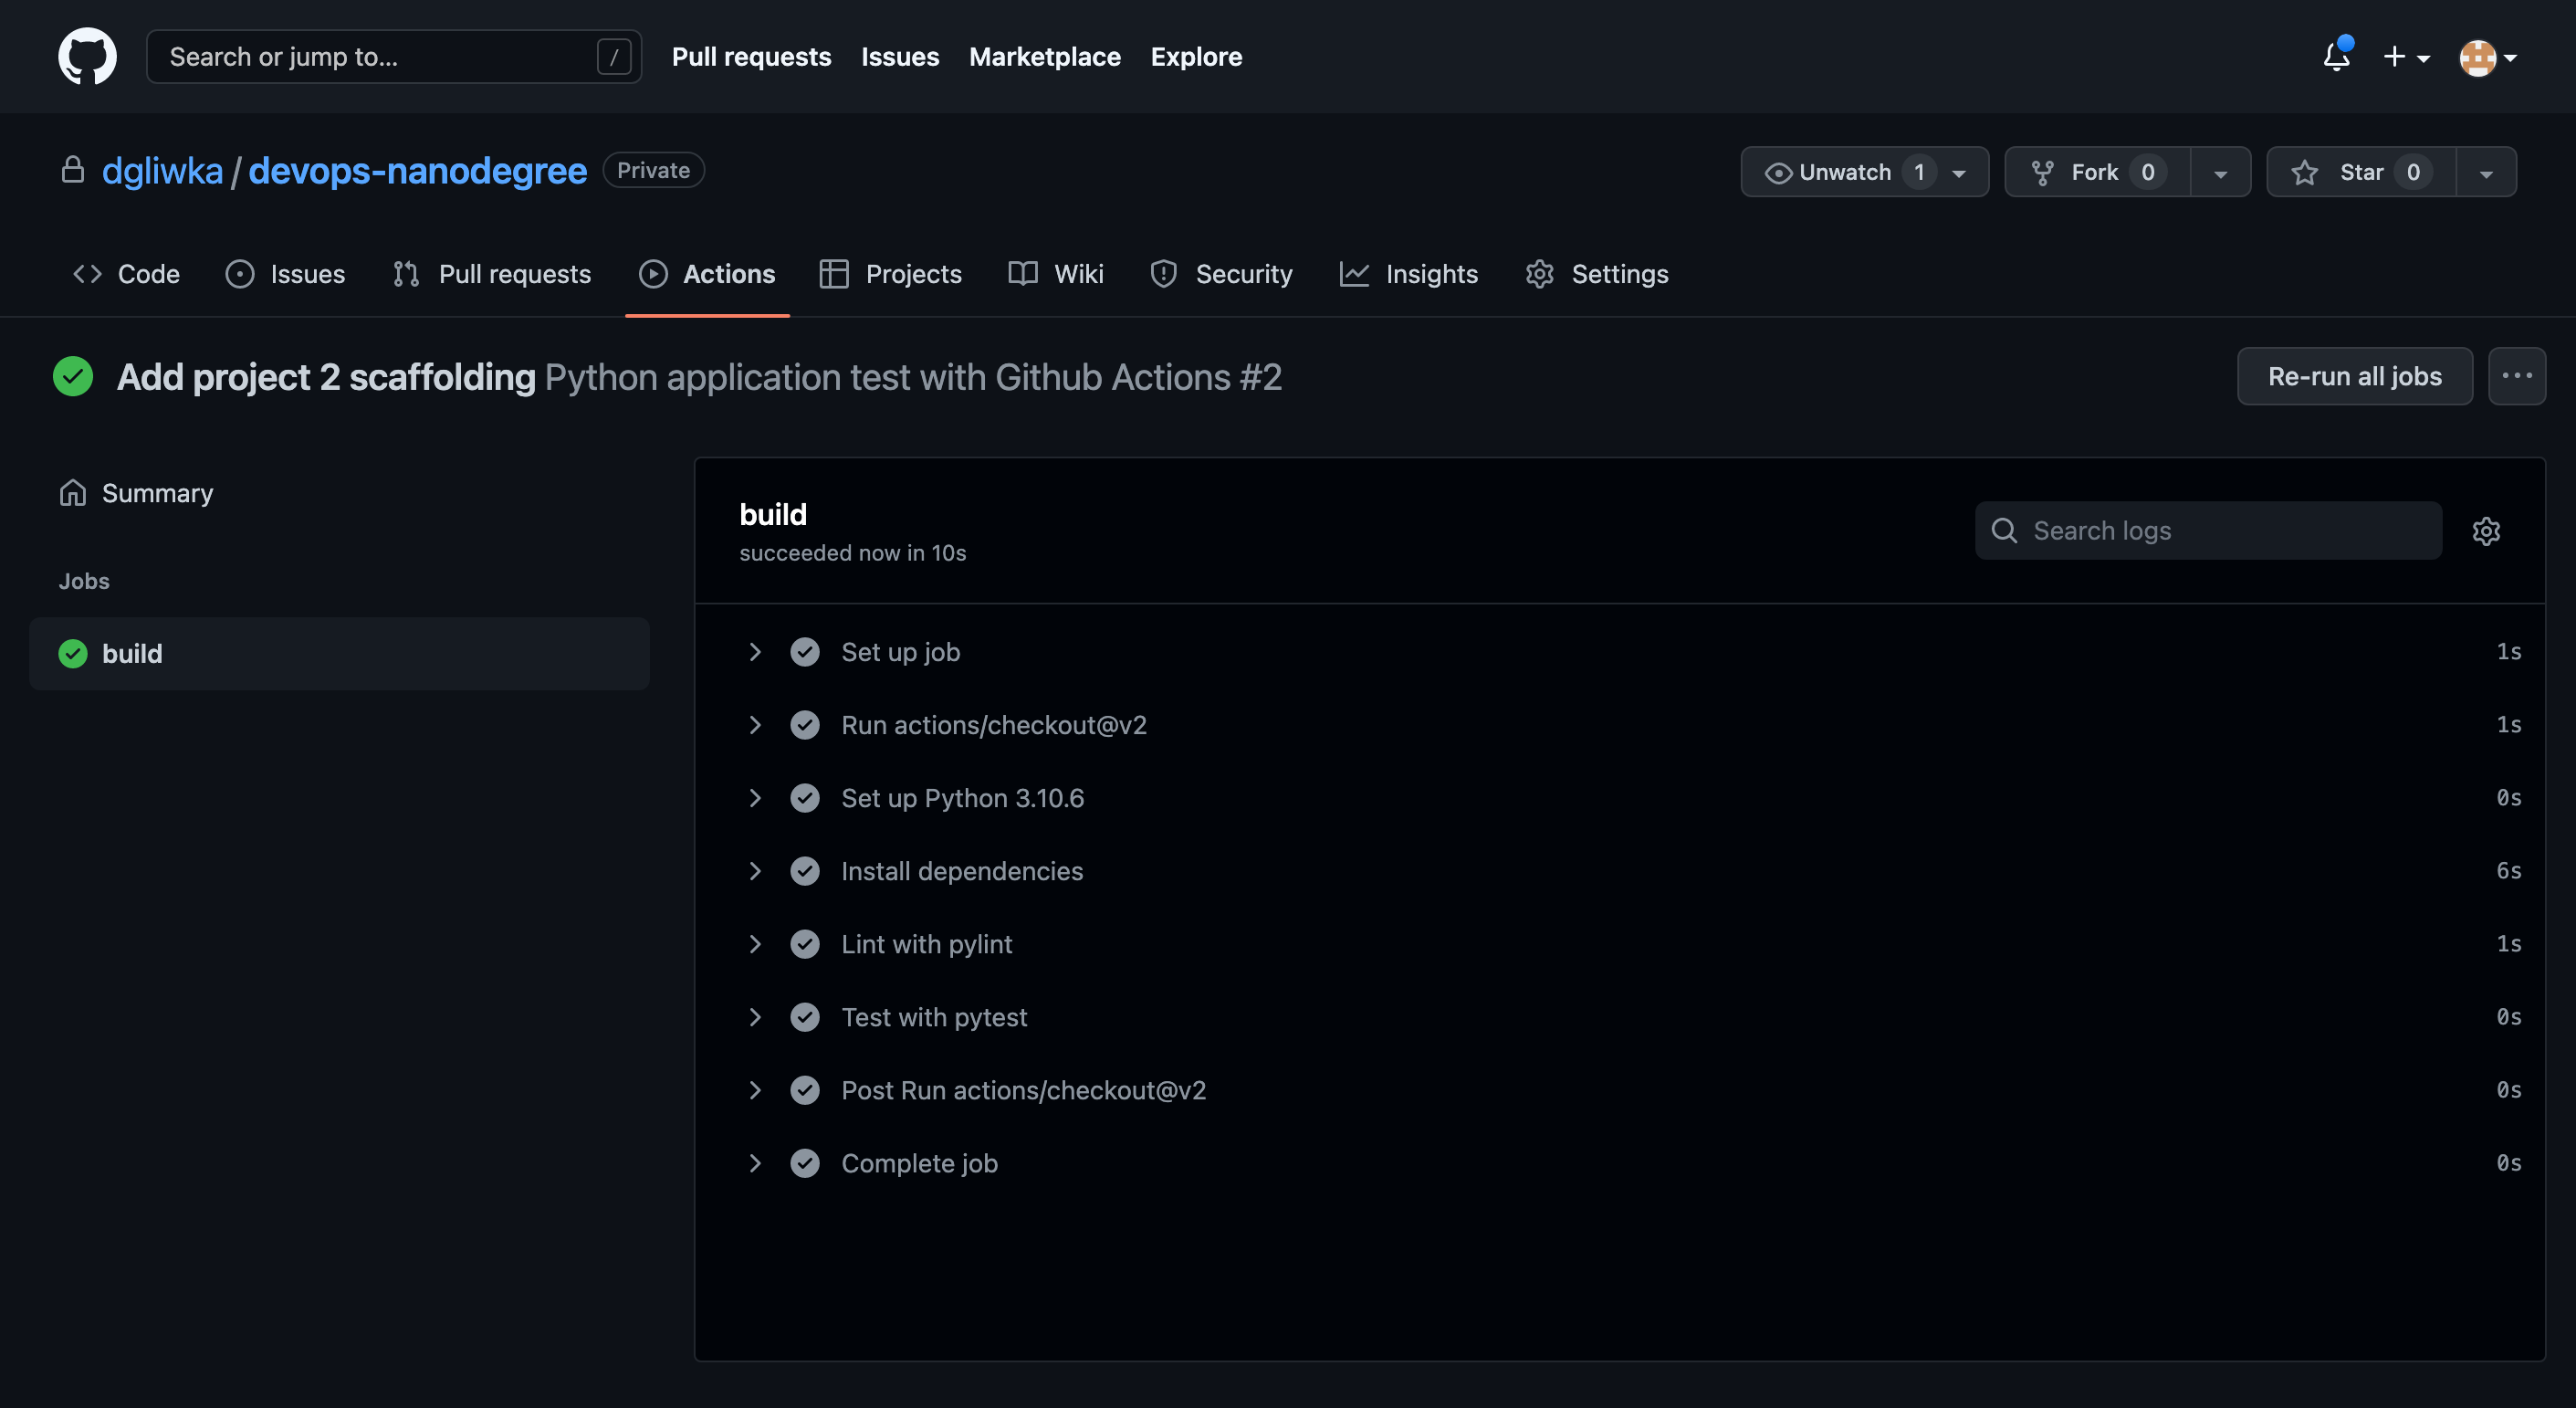 Search or jump to... / Pull requests Issues Marketplace Explore
dgliwka / devops-nanodegree Private Unwatch 1 Fork 0 Star 0
Code Issues Pull requests Actions Projects Wiki Security Insights Settings
Add project 2 scaffolding Python application test with Github Actions #2 Re-run all jobs ...
Summary
Jobs
build
build
succeeded now in 10s
Search logs
Set up job 1s
Run actions/checkout@v2 1s
Set up Python 3.10.6 0s
Install dependencies 6s
Lint with pylint 1s
Test with pytest 0s
Post Run actions/checkout@v2 0s
Complete job 0s